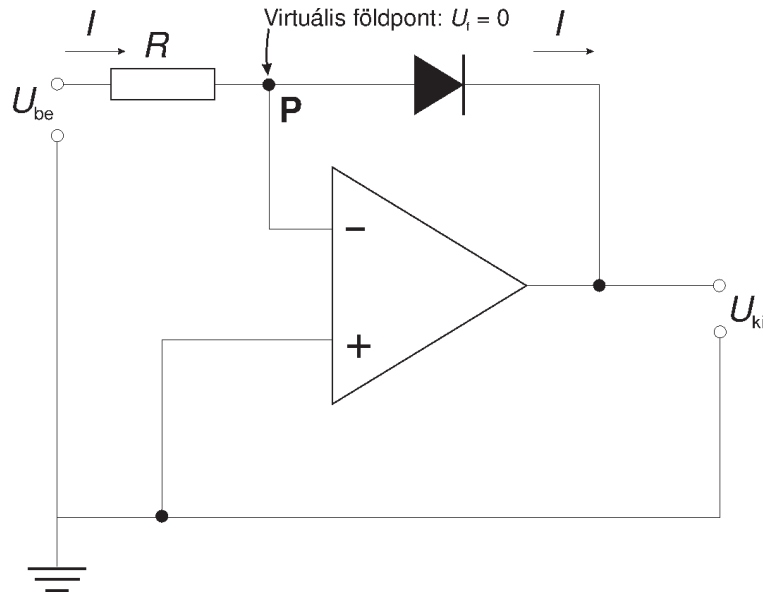 Virtuális földpont: Uf = 0
I
I
R
P
Ube
−
+
Uki